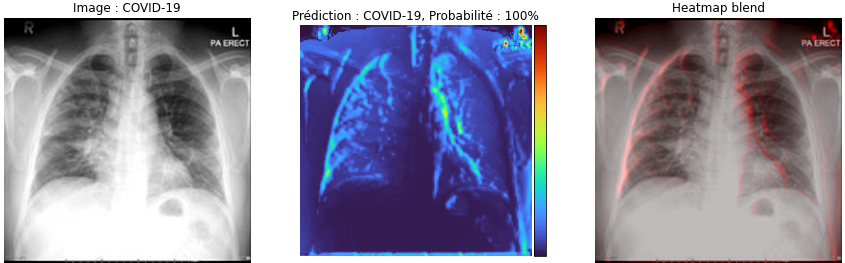 Image : COVID-19
R
L
PA ERECT
Prédiction : COVID-19, Probabilité : 100%
Heatmap blend
R
L
PA ERECT